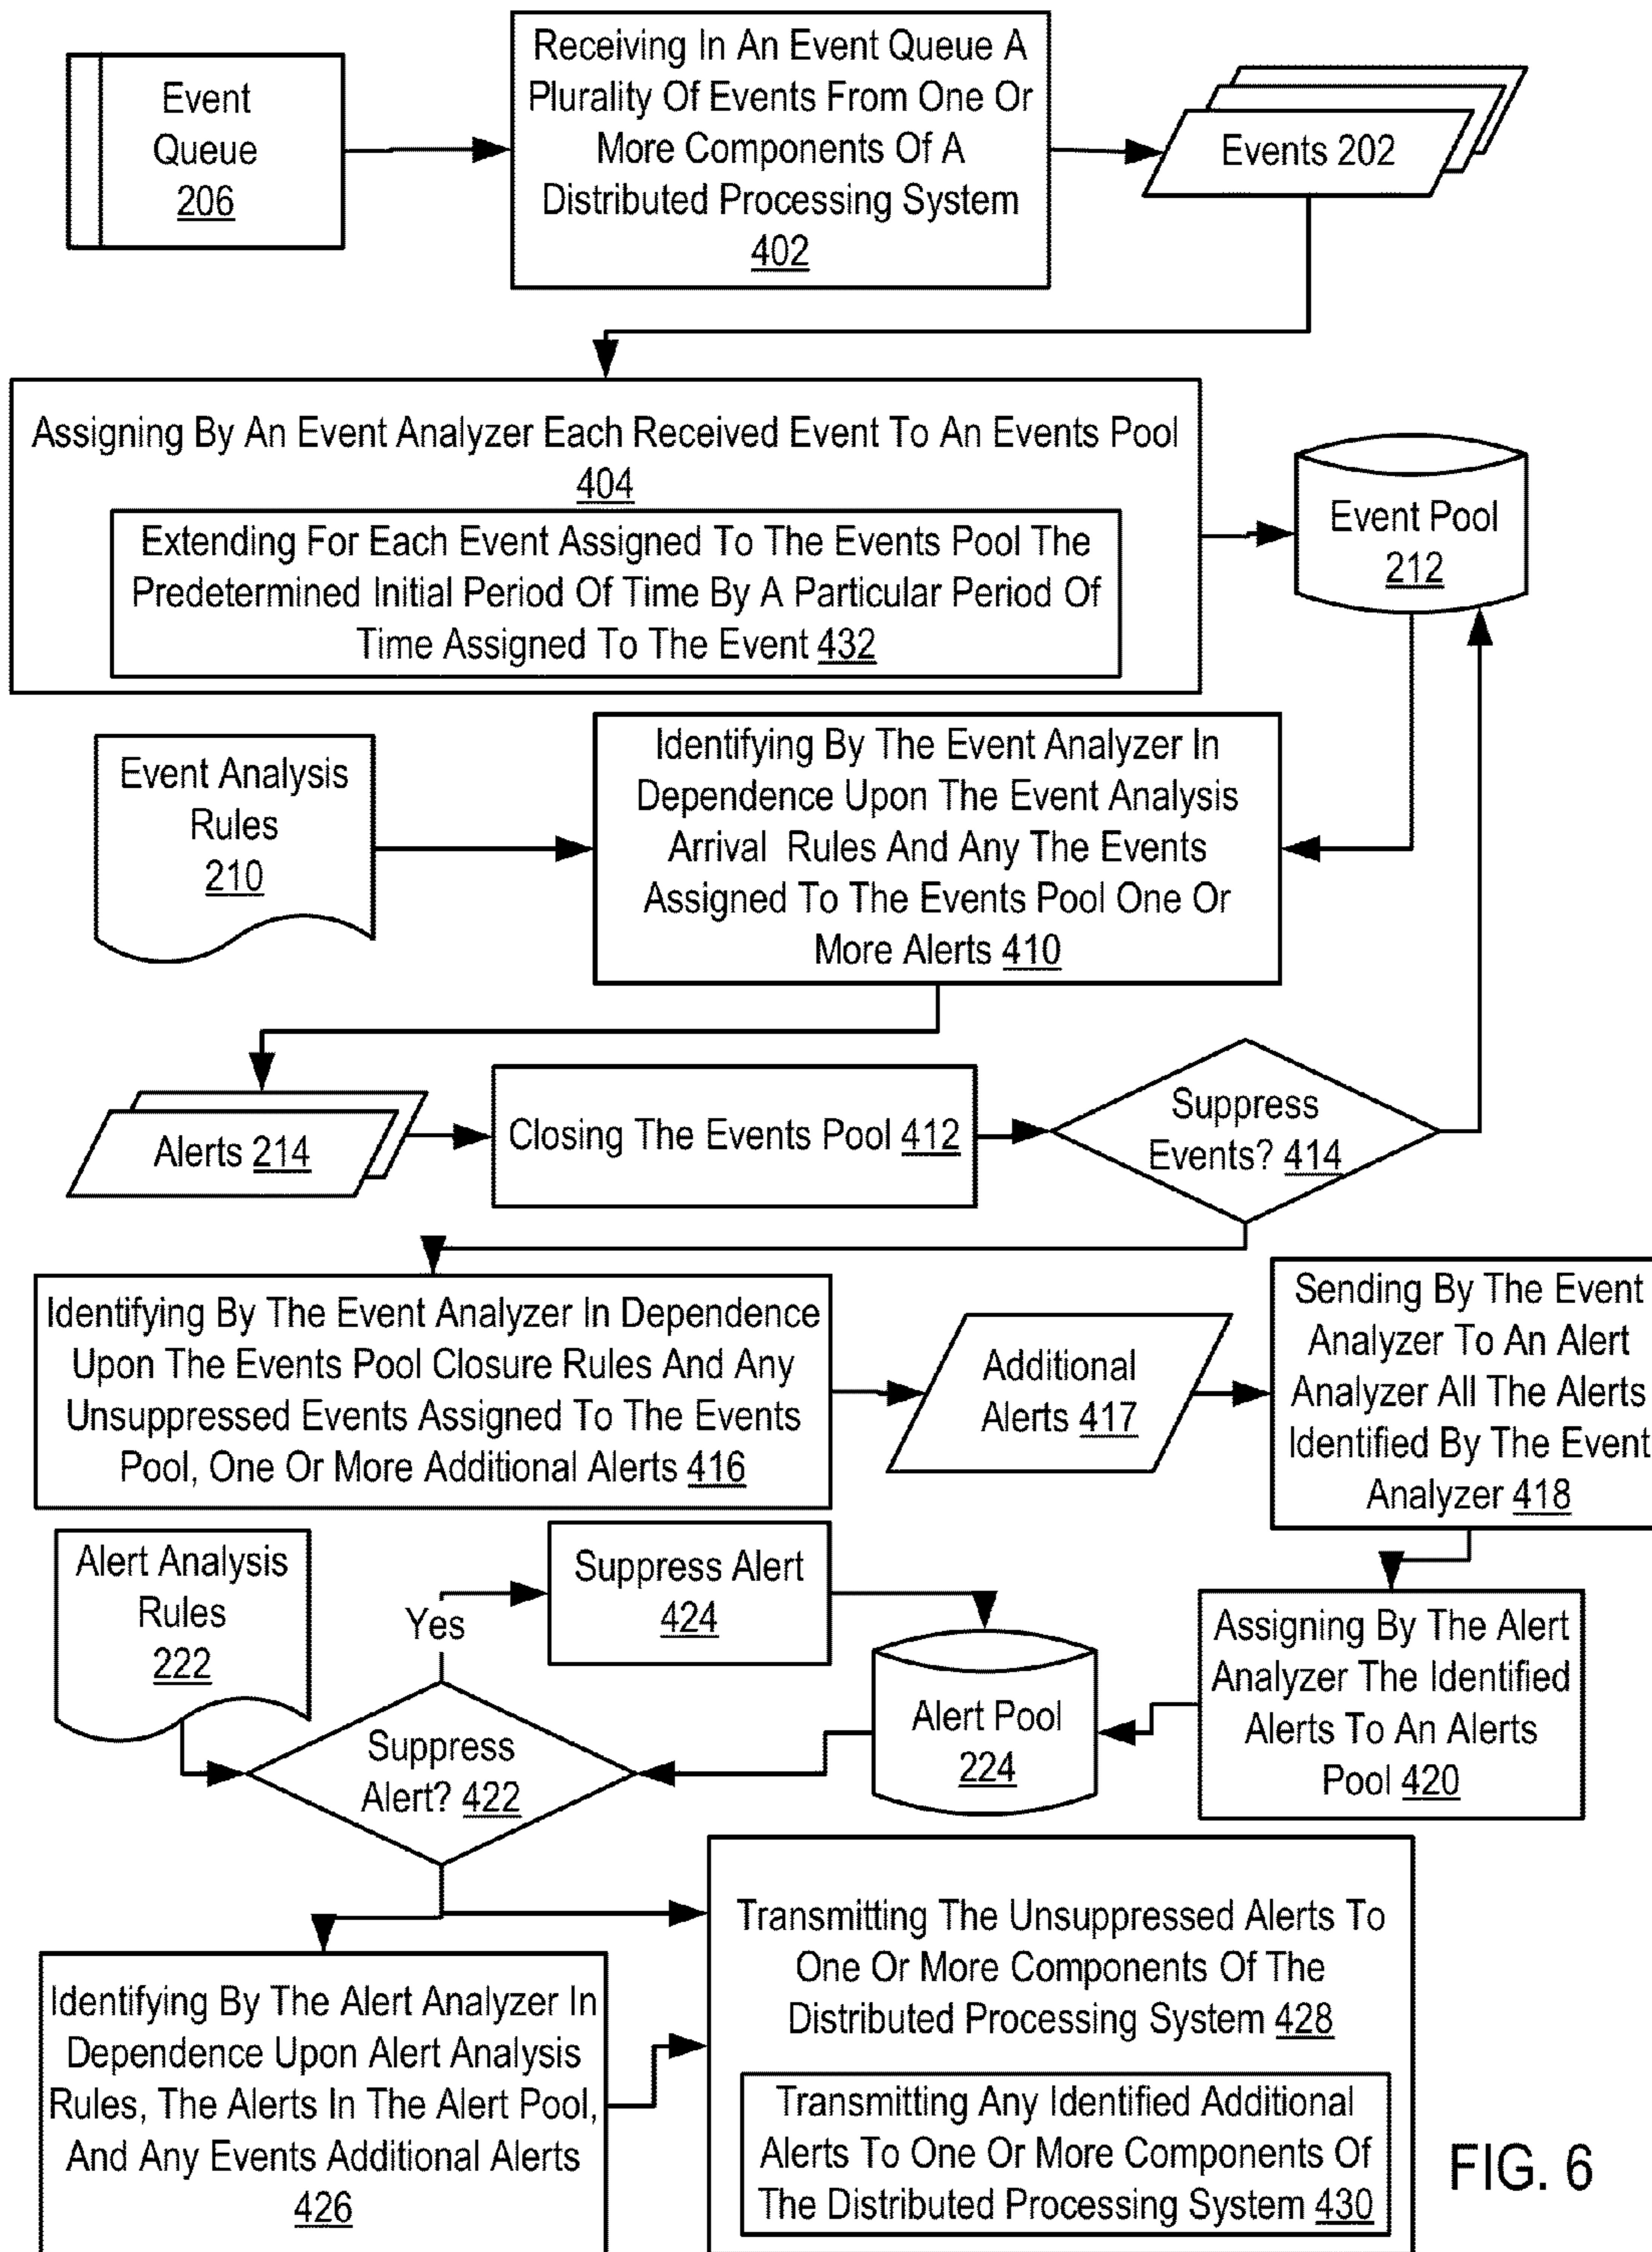 Event
Queue
206
Receiving In An Event Queue A
Plurality Of Events From One Or
More Components Of A
Distributed Processing System
402
Events 202
Assigning By An Event Analyzer Each Received Event To An Events Pool
404
Extending For Each Event Assigned To The Events Pool The
Predetermined Initial Period Of Time By A Particular Period Of
Time Assigned To The Event 432
Event Pool
212
Event Analysis
Rules
210
Identifying By The Event Analyzer In
Dependence Upon The Event Analysis
Arrival Rules And Any The Events
Assigned To The Events Pool One Or
More Alerts 410
Alerts 214
Closing The Events Pool 412
Suppress
Events? 414
Identifying By The Event Analyzer In Dependence
Upon The Events Pool Closure Rules And Any
Unsuppressed Events Assigned To The Events
Pool, One Or More Additional Alerts 416
Additional
Alerts 417
Sending By The Event
Analyzer To An Alert
Analyzer All The Alerts
Identified By The Event
Analyzer 418
Alert Analysis
Rules
222
Yes
Suppress Alert
424
Alert Pool
224
Assigning By The Alert
Analyzer The Identified
Alerts To An Alerts
Pool 420
Suppress
Alert? 422
Identifying By The Alert Analyzer In
Dependence Upon Alert Analysis
Rules, The Alerts In The Alert Pool,
And Any Events Additional Alerts
426
Transmitting The Unsuppressed Alerts To
One Or More Components Of The
Distributed Processing System 428
Transmitting Any Identified Additional
Alerts To One Or More Components Of
The Distributed Processing System 430
FIG. 6